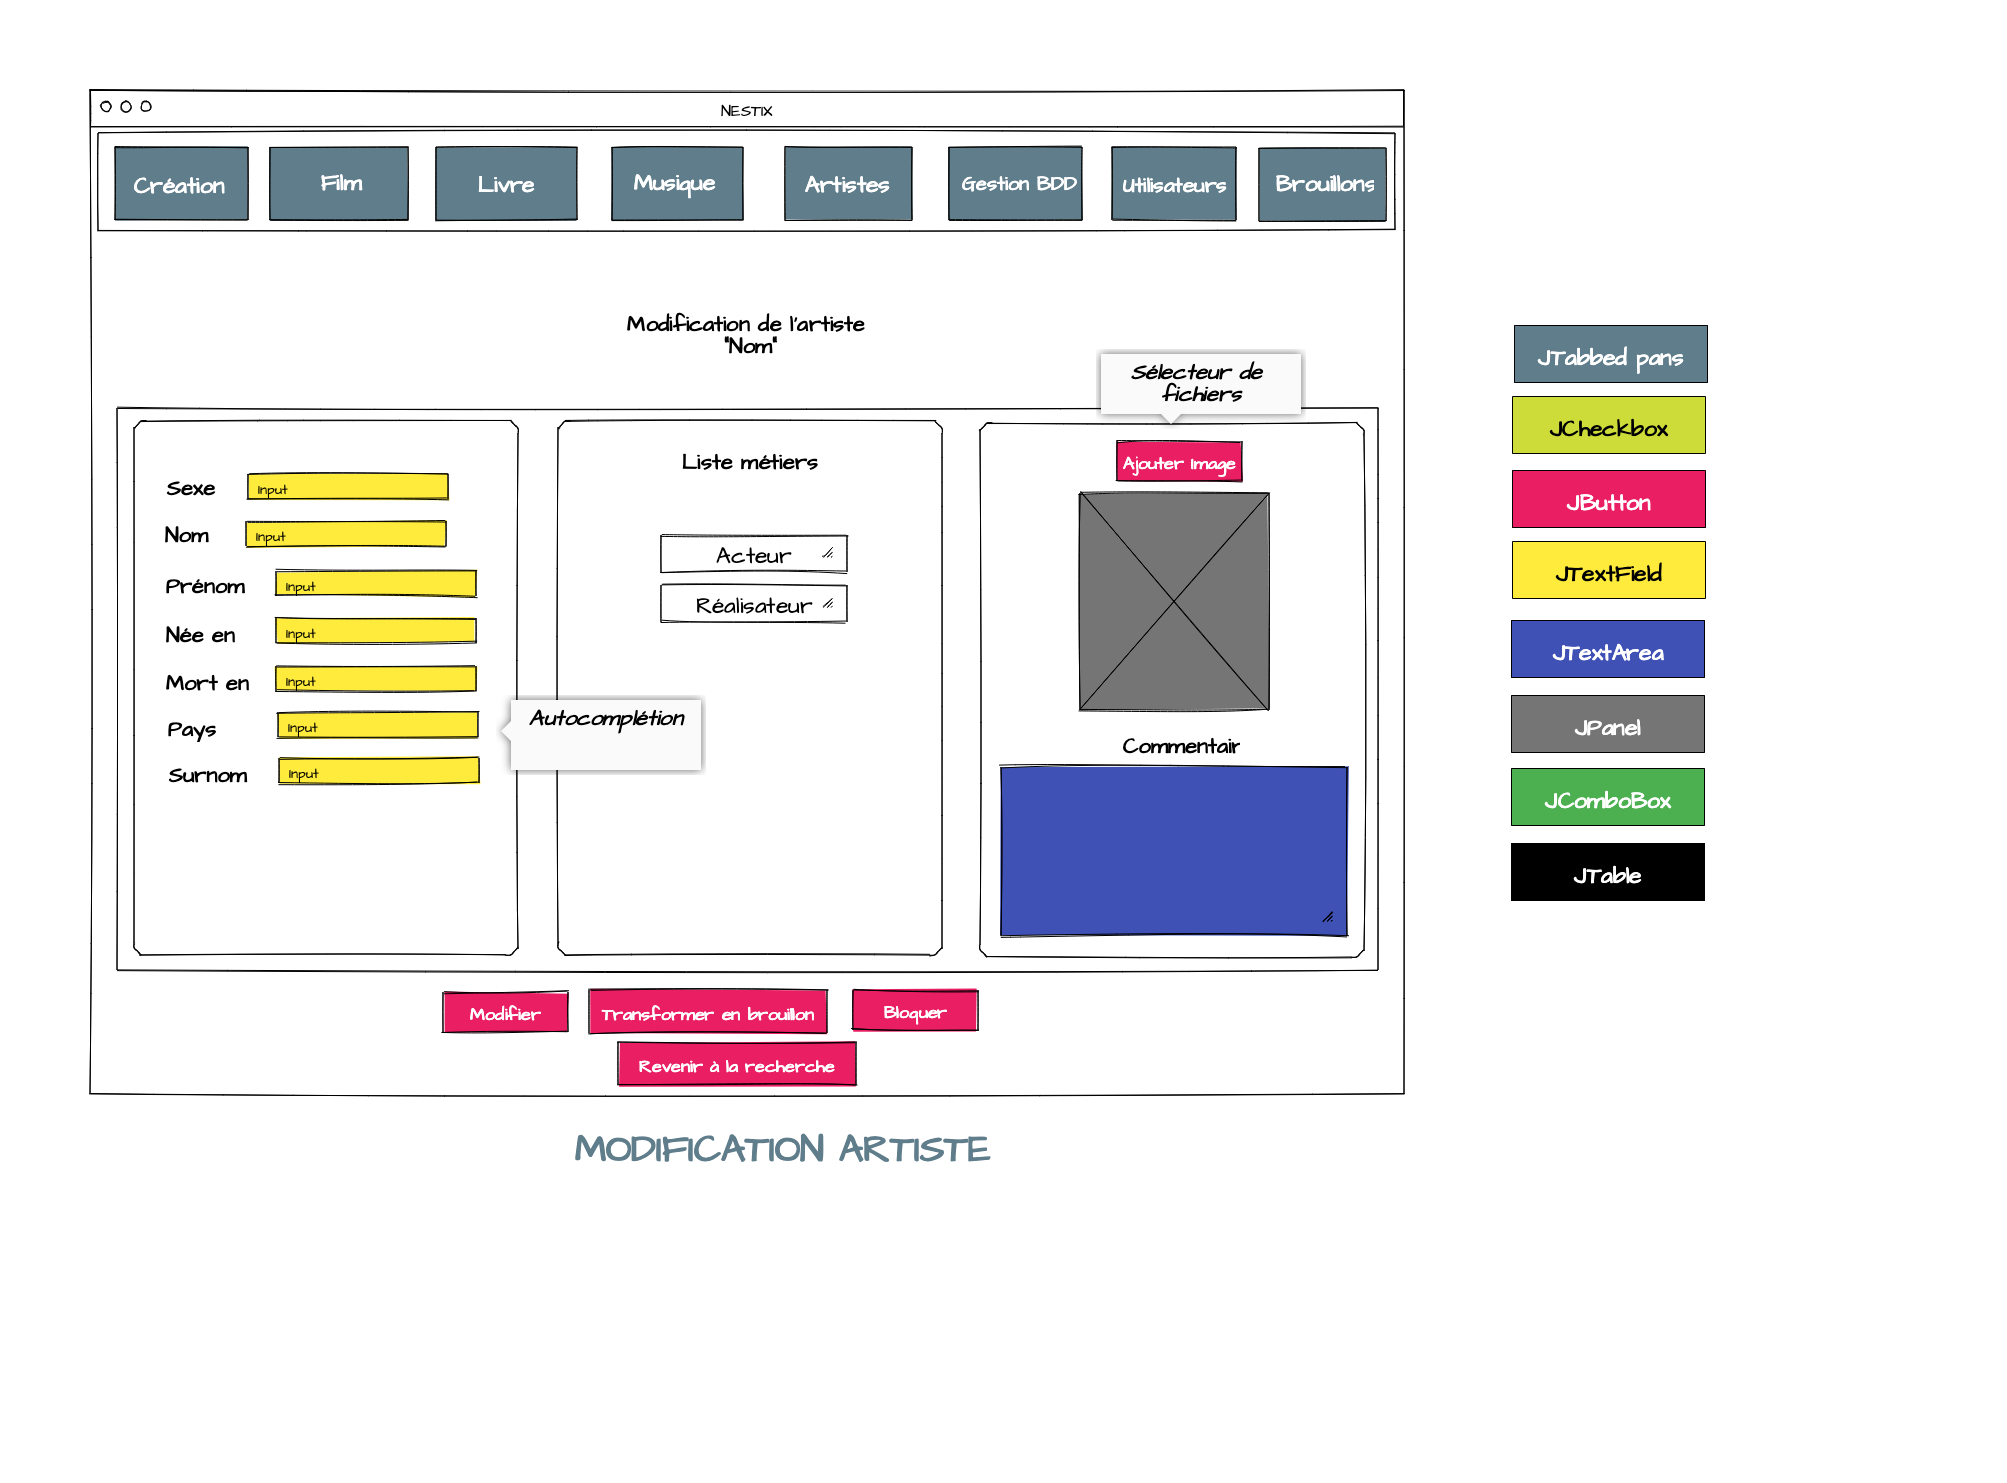 NESTIX
Création
Film
Livre
Musique
Artistes
Gestion BDD
Utilisateurs
Brouillons
Modification de l'artiste
"Nom"
Sélecteur de
fichiers
Sexe
Input
Nom
Input
Prénom
Input
Née en
Input
Mort en
Input
Pays
Input
Autocomplétion
Surnom
Input
Liste métiers
Acteur
Réalisateur
Ajouter Image
Commentair
Modifier
Transformer en brouillon
Bloquer
Revenir à la recherche
MODIFICATION ARTISTE
JTabbed pans
JCheckbox
JButton
JTextField
JTextArea
JPanel
JComboBox
JTable